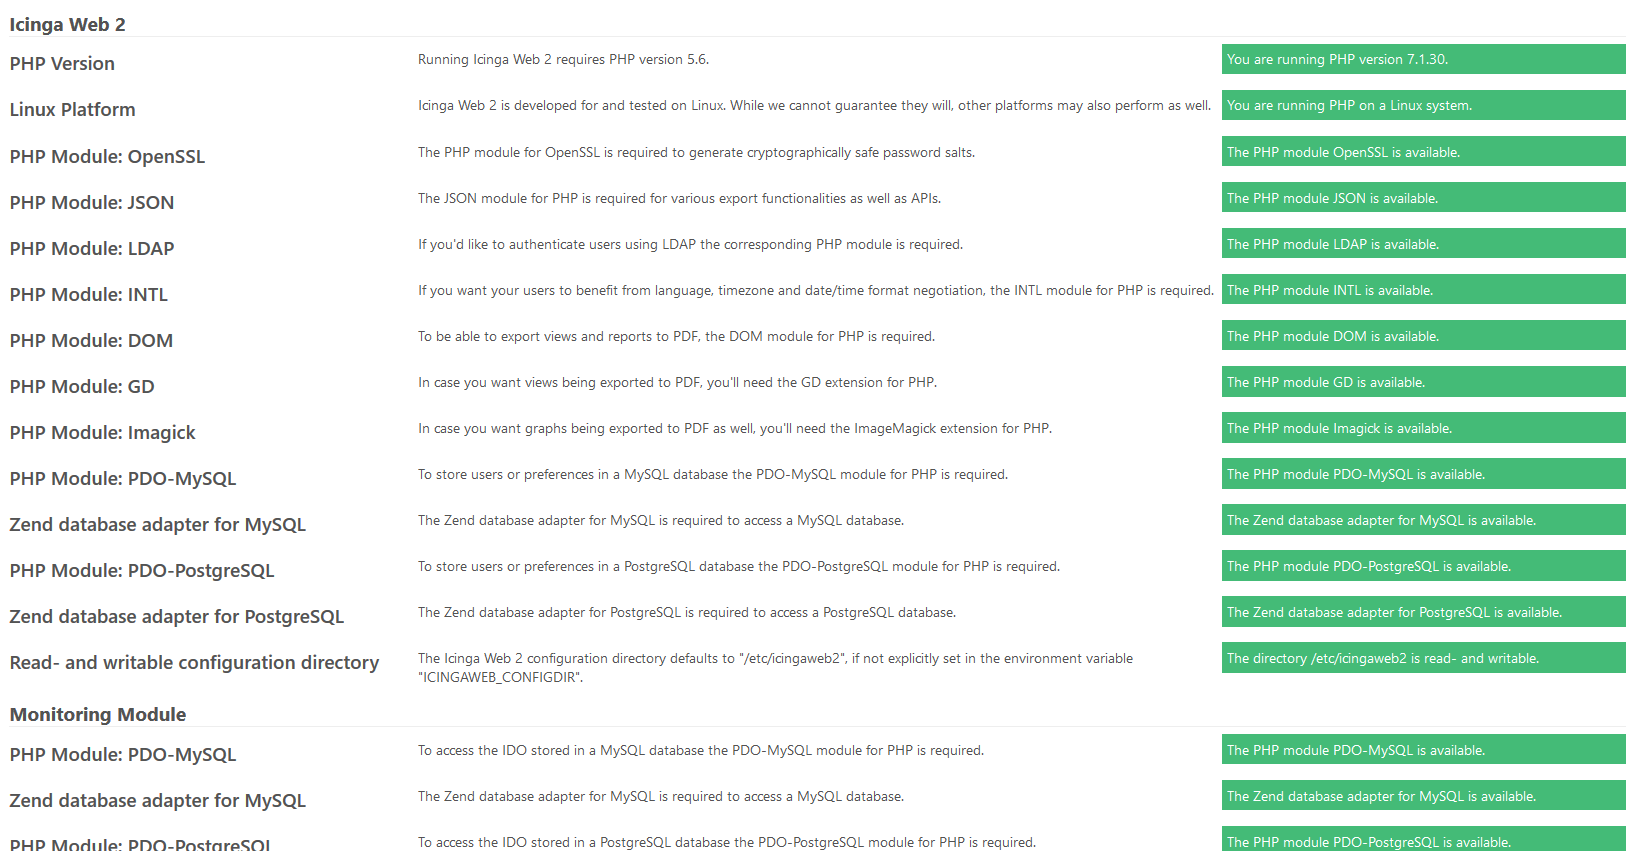 Icinga Web 2
PHP Version
Running Icinga Web 2 requires PHP version 5.6.
You are running PHP version 7.1.30.
Linux Platform
Icinga Web 2 is developed for and tested on Linux. While we cannot guarantee they will, other platforms may also perform as well.
You are running PHP on a Linux system.
PHP Module: OpenSSL
The PHP module for OpenSSL is required to generate cryptographically safe password salts.
The PHP module OpenSSL is available.
PHP Module: JSON
The JSON module for PHP is required for various export functionalities as well as APIs.
The PHP module JSON is available.
PHP Module: LDAP
If you'd like to authenticate users using LDAP the corresponding PHP module is required.
The PHP module LDAP is available.
PHP Module: INTL
If you want your users to benefit from language, timezone and date/time format negotiation, the INTL module for PHP is required.
The PHP module INTL is available.
PHP Module: DOM
To be able to export views and reports to PDF, the DOM module for PHP is required.
The PHP module DOM is available.
PHP Module: GD
In case you want views being exported to PDF, you'll need the GD extension for PHP.
The PHP module GD is available.
PHP Module: Imagick
In case you want graphs being exported to PDF as well, you'll need the ImageMagick extension for PHP.
The PHP module Imagick is available.
PHP Module: PDO-MySQL
To store users or preferences in a MySQL database the PDO-MySQL module for PHP is required.
The PHP module PDO-MySQL is available.
Zend database adapter for MySQL
The Zend database adapter for MySQL is required to access a MySQL database.
The Zend database adapter for MySQL is available.
PHP Module: PDO-PostgreSQL
To store users or preferences in a PostgreSQL database the PDO-PostgreSQL module for PHP is required.
The PHP module PDO-PostgreSQL is available.
Zend database adapter for PostgreSQL
The Zend database adapter for PostgreSQL is required to access a PostgreSQL database.
The Zend database adapter for PostgreSQL is available.
Read- and writable configuration directory
The Icinga Web 2 configuration directory defaults to "/etc/icingaweb2", if not explicitly set in the environment variable
"ICINGAWEB_CONFIGDIR".
The directory /etc/icingaweb2 is read- and writable.
Monitoring Module
PHP Module: PDO-MySQL
To access the IDO stored in a MySQL database the PDO-MySQL module for PHP is required.
The PHP module PDO-MySQL is available.
Zend database adapter for MySQL
The Zend database adapter for MySQL is required to access a MySQL database.
The Zend database adapter for MySQL is available.
PHP Module: PDO-PostgreSQL
To access the IDO stored in a PostgreSQL database the PDO-PostgreSQL module for PHP is required.
The PHP module PDO-PostgreSQL is available.